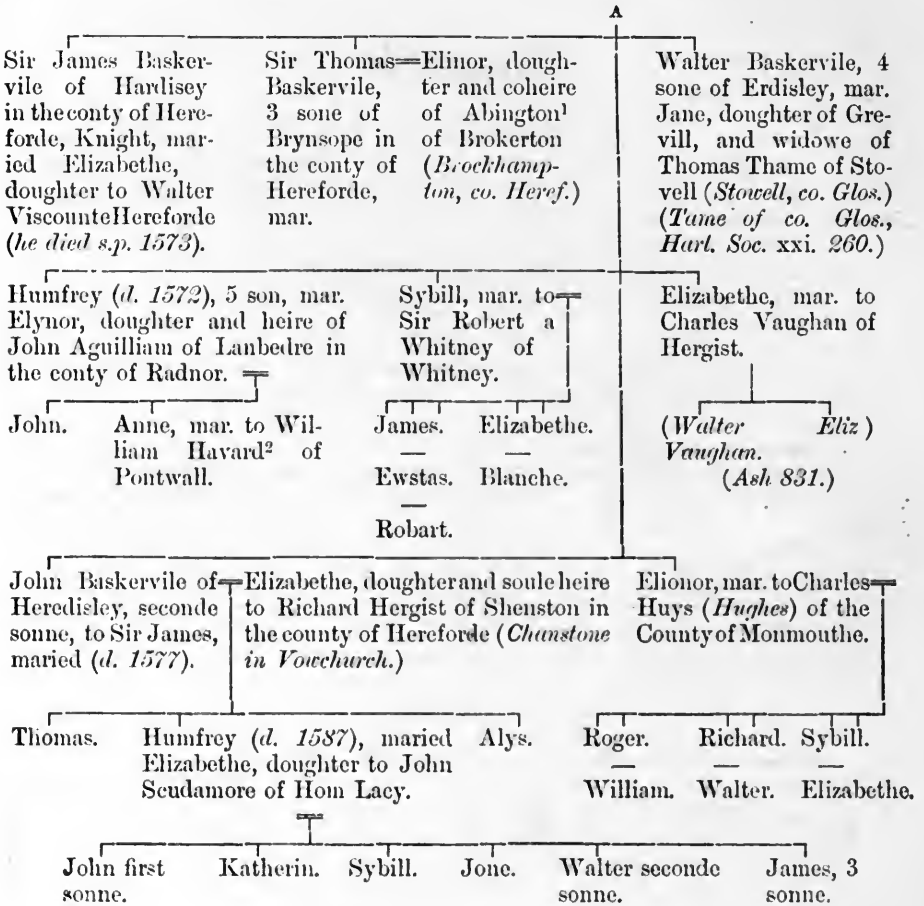 A
Sir James Basker-
vile of Hardisey
in the conty of Here-
forde, Knight, mar-
ied Elizabethe,
doughter to Walter
Viscounte Hereforde
(he died s.p. 1573).
Sir Thomas
Baskervile,
3 sone of
Brynsope in
the conty of
Hereforde,
mar.
Elinor, dough-
ter and coheire
of Abington¹
of Brokerton
(Brockhamp-
ton, co. Heref.)
Walter Baskervile, 4
sone of Erdisley, mar.
Jane, doughter of Gre-
vill, and widowe of
Thomas Thame of Sto-
vell (Stowell, co. Glos.)
(Tame of co. Glos.,
Harl. Soc. xxi. 260.)
Humfrey (d. 1572), 5 son, mar.
Elynor, doughter and heire of
John Aguilliam of Lanbedre in
the conty of Radnor.
Sybill, mar. to
Sir Robert a
Whitney of
Whitney.
Elizabethe, mar. to
Charles Vaughan of
Hergist.
John.
Anne, mar. to Wil-
liam Havard² of
Pontwall.
James.
—
Ewstas.
—
Robart.
Elizabethe.
—
Blanche.
(Walter Eliz)
Vaughan.
(Ash 831.)
John Baskervile of
Heredisley, seconde
sonne, to Sir James,
maried (d. 1577).
Elizabethe, doughter and soule heire
to Richard Hergist of Shenston in
the county of Hereforde (Chanstone
in Vowchurch.)
Elionor, mar. to Charles
Huys (Hughes) of the
County of Monmouthe.
Thomas.
Humfrey (d. 1587), maried
Elizabethe, doughter to John
Scudamore of Hom Lacy.
Alys.
Roger.
—
William.
Richard.
—
Walter.
Sybill.
—
Elizabethe.
John first
sonne.
Katherin.
Sybill.
Jone.
Walter seconde
sonne.
James, 3
sonne.